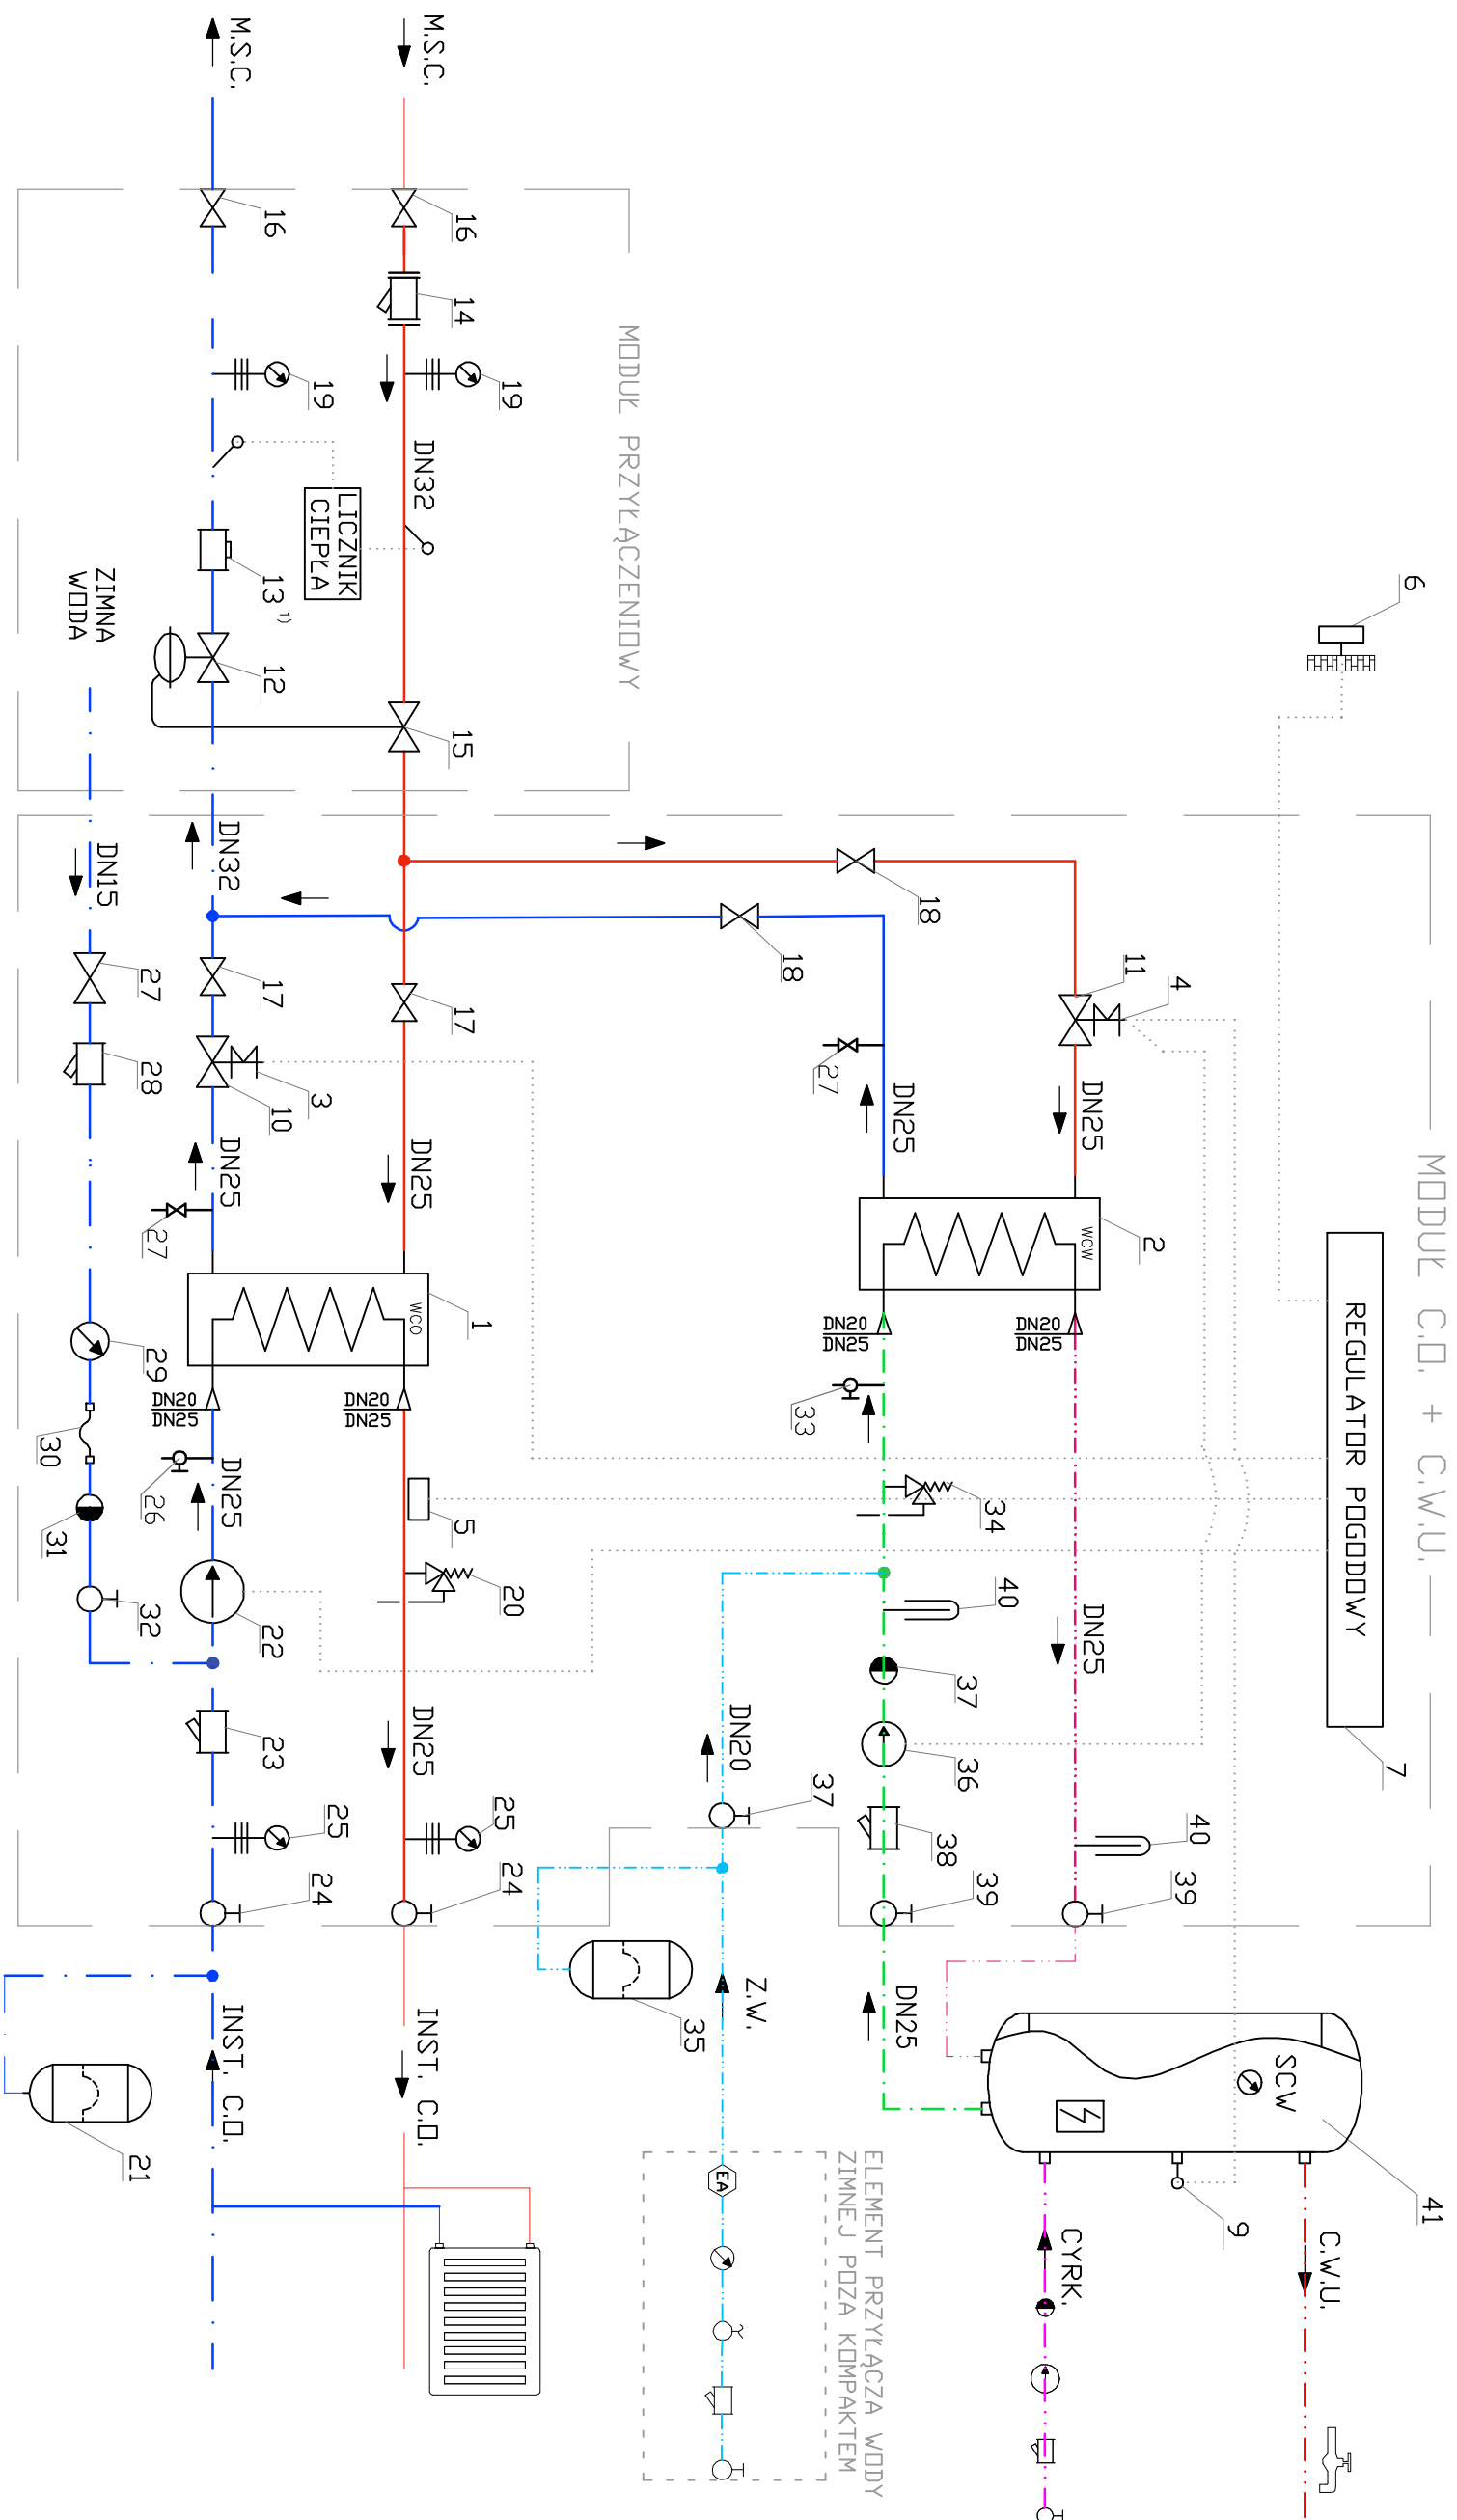 MODUŁ C.O. + C.W.U.
41
6
7
REGULATOR POGODOWY
C.W.U.
SCW
9
40
4
39
2
11
DN25
DN25
WCW
CYRK.
DN20
DN25
40
34
39
37
36
38
18
DN25
DN25
ELEMENT PRZYŁĄCZA WODY
ZIMNEJ POZA KOMPAKTEM
DN20
DN25
27
37
33
18
Z.W.
DN20
EA
35
MODUŁ PRZYŁĄCZENIOWY
19
20
25
24
1
16
14
15
17
5
M.S.C.
DN32
DN25
DN25
INST. C.O.
WCO
DN20
DN25
LICZNIK
CIEPŁA
19
3
25
24
16
13 1)
12
17
10
22
23
M.S.C.
DN32
DN25
DN25
INST. C.O.
DN20
DN25
27
26
27
28
29
32
21
ZIMNA
WODA
DN15
30
31